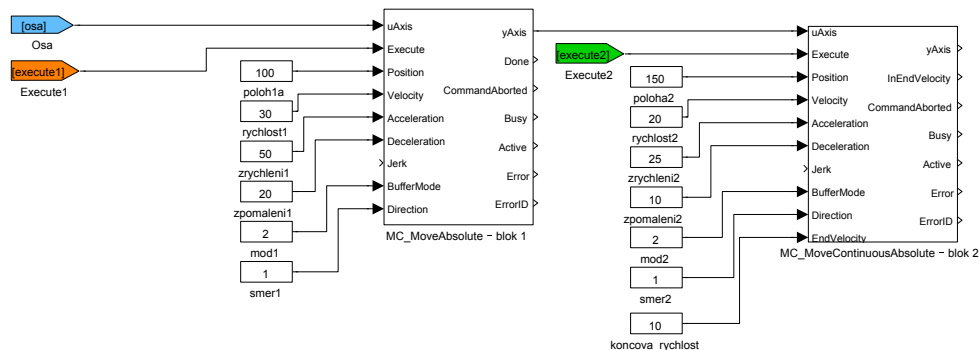 [osa]
Osa
[execute1]
Execute1
100
poloh1a
30
rychlost1
50
zrychleni1
20
zpomaleni1
2
mod1
1
smer1
uAxis
Execute
Position
Velocity
Acceleration
Deceleration
Jerk
BufferMode
Direction
yAxis
Done
CommandAborted
Busy
Active
Error
ErrorID
MC_MoveAbsolute − blok 1
[execute2]
Execute2
150
poloha2
20
rychlost2
25
zrychleni2
10
zpomaleni2
2
mod2
1
smer2
10
koncova_rychlost
uAxis
Execute
Position
Velocity
Acceleration
Deceleration
Jerk
BufferMode
Direction
EndVelocity
yAxis
InEndVelocity
CommandAborted
Busy
Active
Error
ErrorID
MC_MoveContinuousAbsolute − blok 2